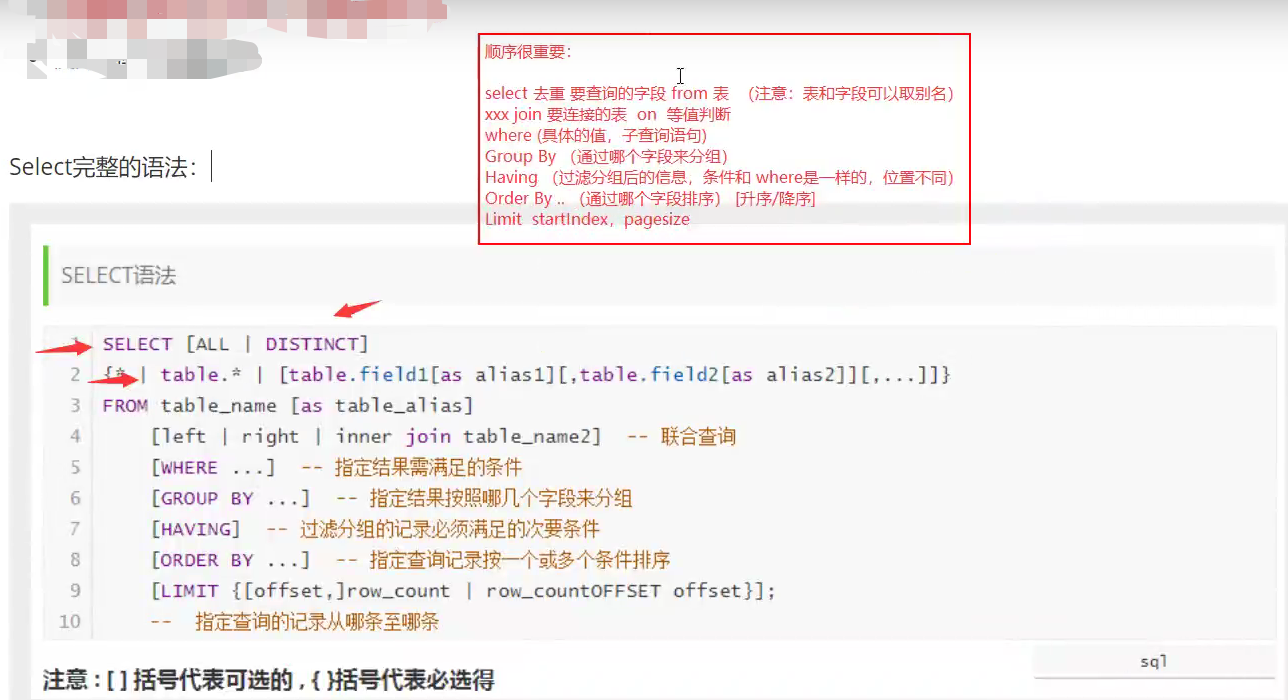 顺序很重要：
select 去重 要查询的字段 from 表 （注意：表和字段可以取别名）
xxx join 要连接的表 on 等值判断
where (具体的值，子查询语句)
Group By （通过哪个字段来分组）
Having （过滤分组后的信息，条件和 where是一样的，位置不同）
Order By .. （通过哪个字段排序） [升序/降序]
Limit startIndex，pagesize
Select完整的语法：
SELECT语法
1 SELECT [ALL | DISTINCT]
2 {* | table.* | [table.field1[as alias1][,table.field2[as alias2]][,...]]}
3 FROM table_name [as table_alias]
4 [left | right | inner join table_name2] -- 联合查询
5 [WHERE ...] -- 指定结果需满足的条件
6 [GROUP BY ...] -- 指定结果按照哪几个字段来分组
7 [HAVING] -- 过滤分组的记录必须满足的次要条件
8 [ORDER BY ...] -- 指定查询记录按一个或多个条件排序
9 [LIMIT {[offset,]row_count | row_countOFFSET offset}];
10 -- 指定查询的记录从哪条至哪条
sql
注意 : [ ] 括号代表可选的 , { }括号代表必选得